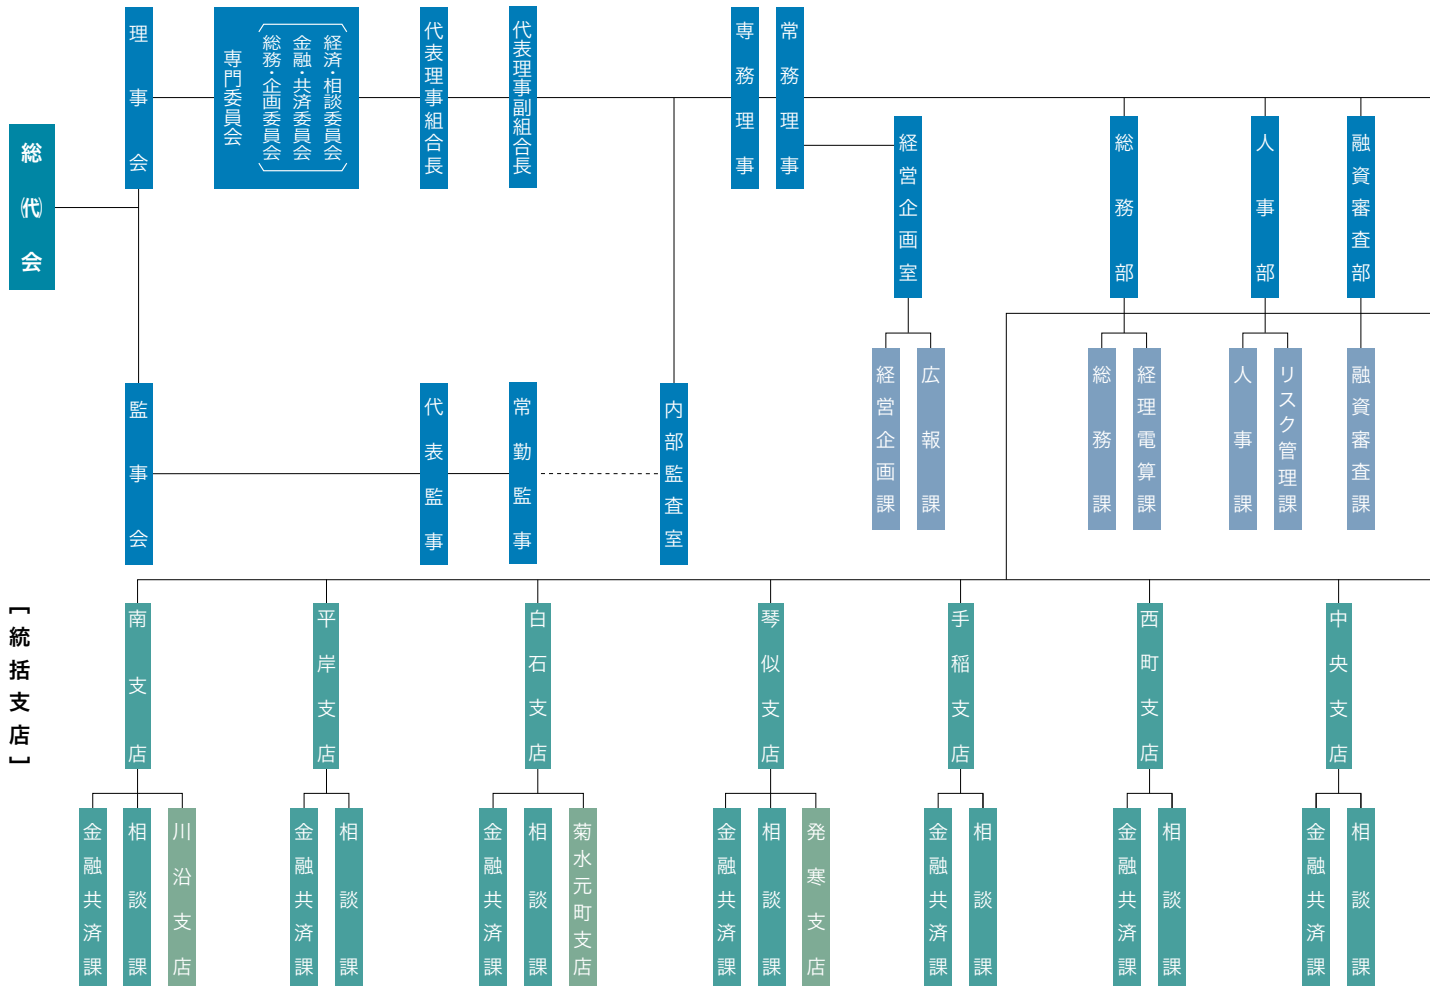 総(代)会
理事会
専門委員会
総務・企画委員会
金融・共済委員会
経済・相談委員会
代表理事組合長
代表理事副組合長
専務理事
常務理事
経営企画室
総務部
人事部
融資審査部
経営企画課
広報課
総務課
経理電算課
人事課
リスク管理課
融資審査課
監事会
代表監事
常勤監事
内部監査室
[統括支店]
南支店
平岸支店
白石支店
琴似支店
手稲支店
西町支店
中央支店
金融共済課
相談課
川沿支店
金融共済課
相談課
金融共済課
相談課
菊水元町支店
金融共済課
相談課
発寒支店
金融共済課
相談課
金融共済課
相談課
金融共済課
相談課